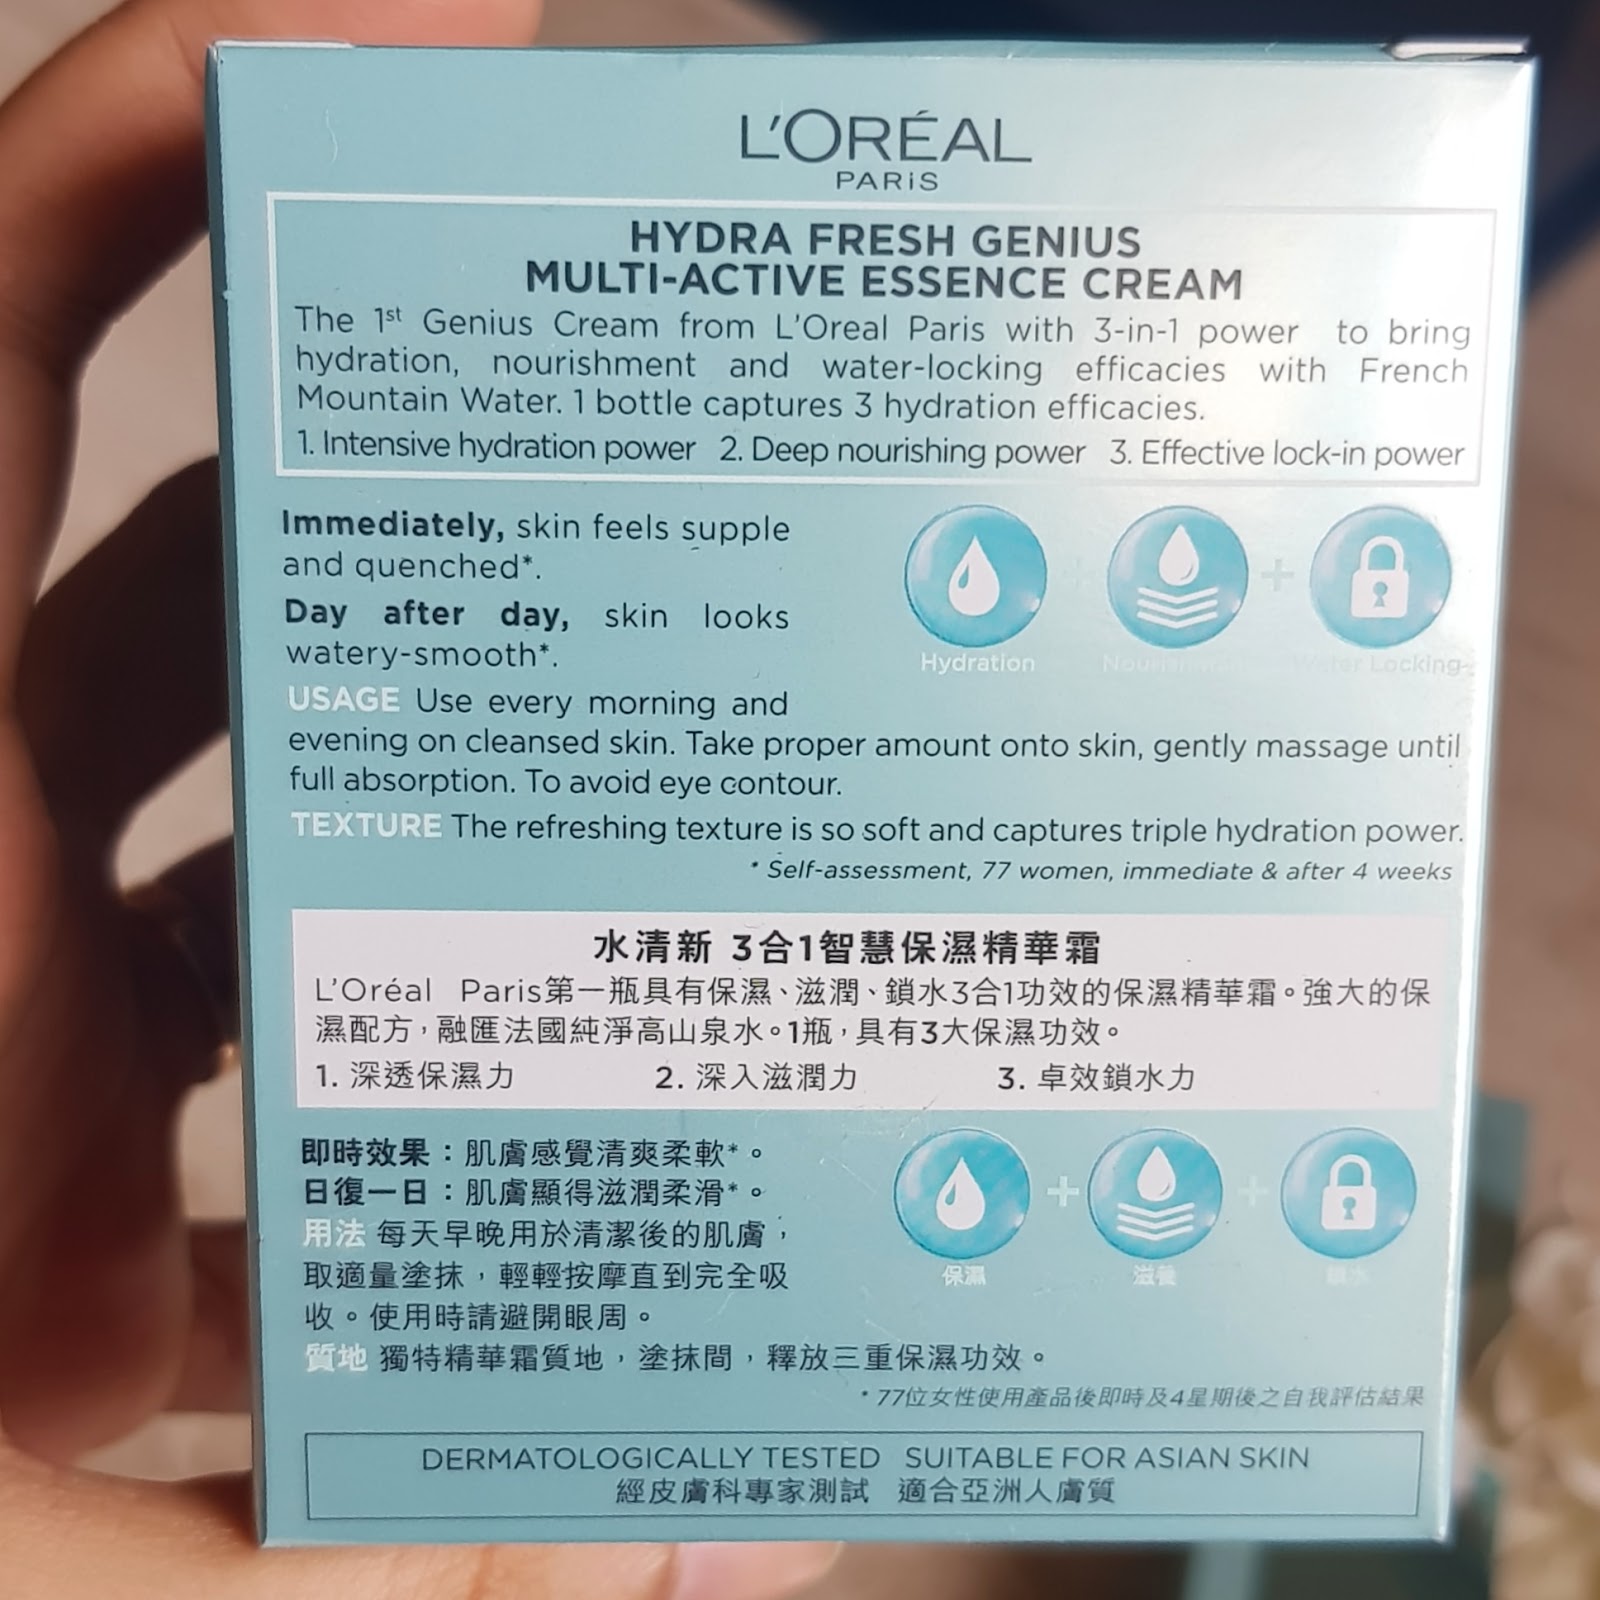 L'ORÉAL
PARIS
HYDRA FRESH GENIUS
MULTI-ACTIVE ESSENCE CREAM
The 1st Genius Cream from L'Oreal Paris with 3-in-1 power to bring
hydration, nourishment and water-locking efficacies with French
Mountain Water. 1 bottle captures 3 hydration efficacies.
1. Intensive hydration power 2. Deep nourishing power 3. Effective lock-in power
Immediately, skin feels supple
and quenched*.
Day after day, skin looks
watery-smooth*.
Hydration + Water Locking
USAGE Use every morning and
evening on cleansed skin. Take proper amount onto skin, gently massage until
full absorption. To avoid eye contour.
TEXTURE The refreshing texture is so soft and captures triple hydration power.
* Self-assessment, 77 women, immediate & after 4 weeks
水清新 3合1智慧保濕精華霜
L'Oréal Paris第一瓶具有保濕、滋潤、鎖水3合1功效的保濕精華霜。強大的保
濕配方，融匯法國純淨高山泉水。1瓶，具有3大保濕功效。
1. 深透保濕力 2. 深入滋潤力 3. 卓效鎖水力
即時效果：肌膚感覺清爽柔軟*。
日復一日：肌膚顯得滋潤柔滑*。
用法 每天早晚用於清潔後的肌膚，
取適量塗抹，輕輕按摩直到完全吸
收。使用時請避開眼周。
保濕 + 滋養 +
質地 獨特精華霜質地，塗抹間，釋放三重保濕功效。
* 77位女性使用產品後即時及4星期後之自我評估結果
DERMATOLOGICALLY TESTED SUITABLE FOR ASIAN SKIN
經皮膚科專家測試 適合亞洲人膚質